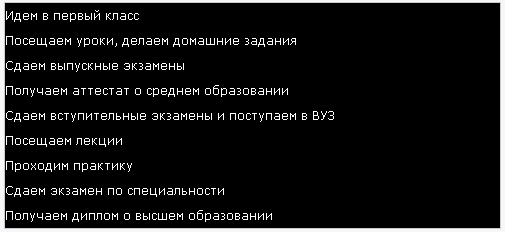 Идем в первый класс
Посещаем уроки, делаем домашние задания
Сдаем выпускные экзамены
Получаем аттестат о среднем образовании
Сдаем вступительные экзамены и поступаем в ВУЗ
Посещаем лекции
Проходим практику
Сдаем экзамен по специальности
Получаем диплом о высшем образовании